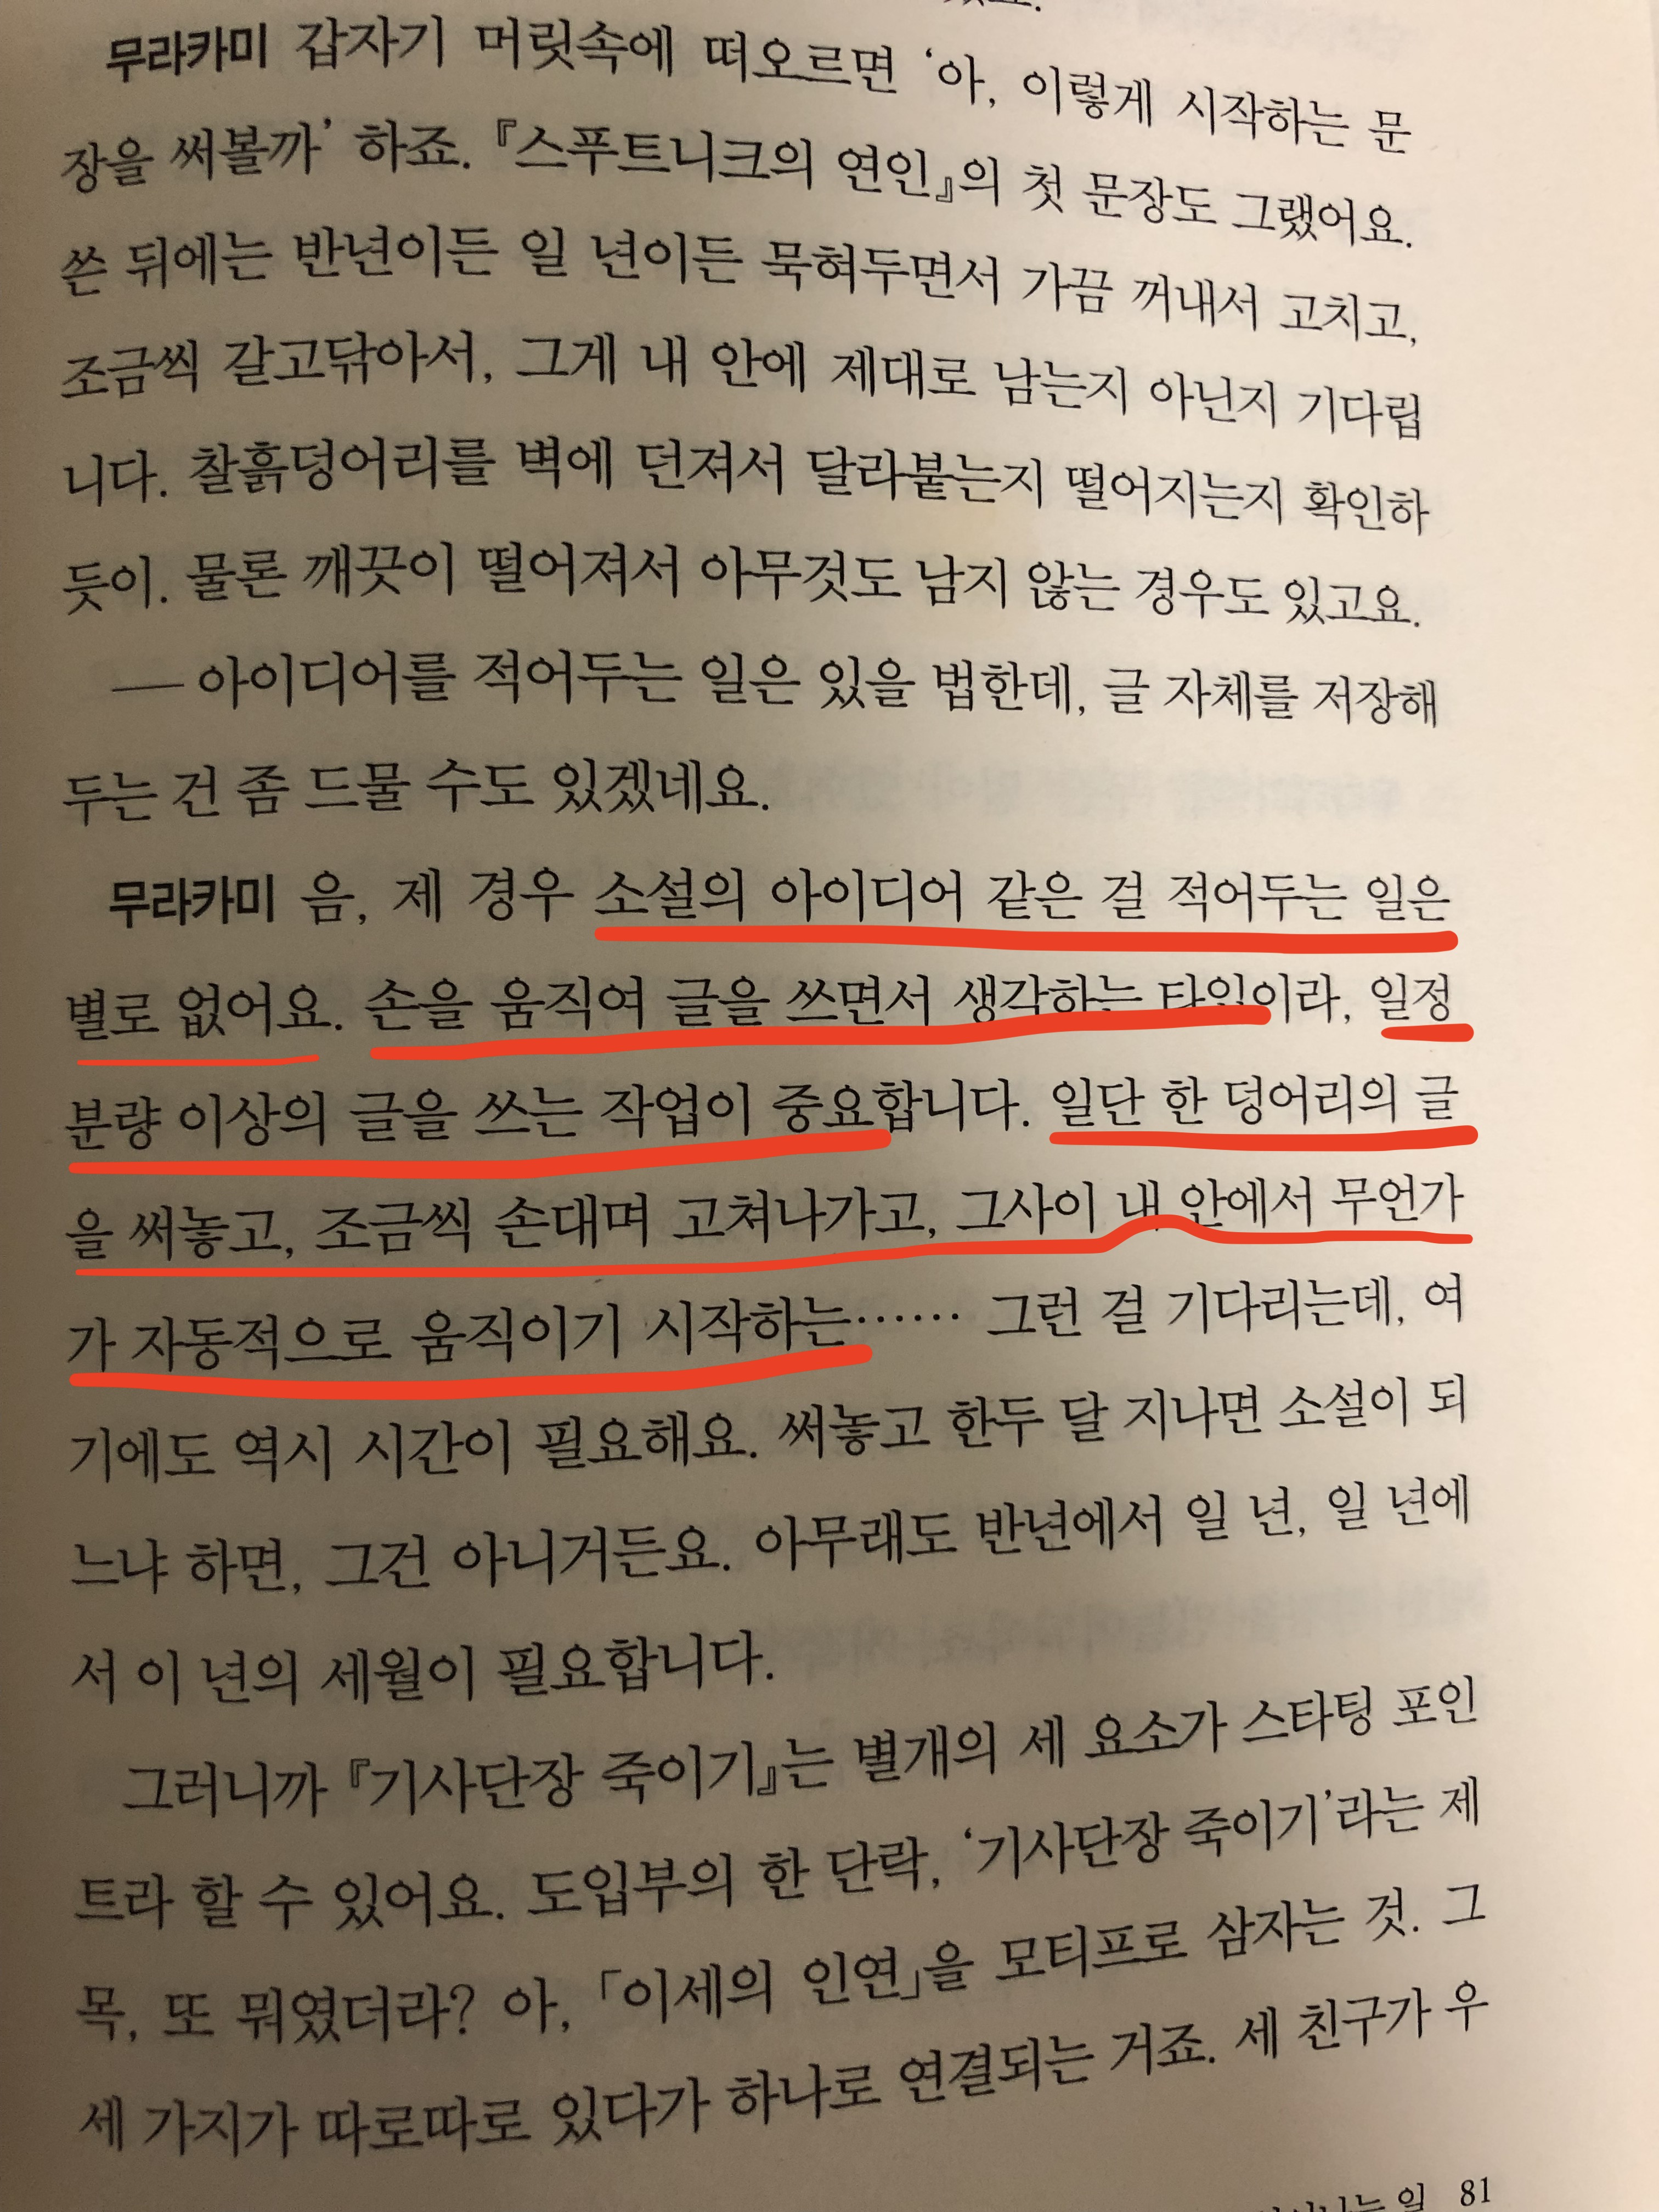 무라카미 갑자기 머릿속에 떠오르면 ‘아, 이렇게 시작하는 문
장을 써볼까’ 하죠. 『스푸트니크의 연인』의 첫 문장도 그랬어요.
쓴 뒤에는 반년이든 일 년이든 묵혀두면서 가끔 꺼내서 고치고,
조금씩 갈고닦아서, 그게 내 안에 제대로 남는지 아닌지 기다립
니다. 찰흙덩어리를 벽에 던져서 달라붙는지 떨어지는지 확인하
듯이. 물론 깨끗이 떨어져서 아무것도 남지 않는 경우도 있고요.
— 아이디어를 적어두는 일은 있을 법한데, 글 자체를 저장해
두는 건 좀 드물 수도 있겠네요.
무라카미 음, 제 경우 소설의 아이디어 같은 걸 적어두는 일은
별로 없어요. 손을 움직여 글을 쓰면서 생각하는 타입이라, 일정
분량 이상의 글을 쓰는 작업이 중요합니다. 일단 한 덩어리의 글
을 써놓고, 조금씩 손대며 고쳐나가고, 그사이 내 안에서 무언가
가 자동적으로 움직이기 시작하는…… 그런 걸 기다리는데, 여
기에도 역시 시간이 필요해요. 써놓고 한두 달 지나면 소설이 되
느냐 하면, 그건 아니거든요. 아무래도 반년에서 일 년, 일 년에
서 이 년의 세월이 필요합니다.
그러니까 『기사단장 죽이기』는 별개의 세 요소가 스타팅 포인
트라 할 수 있어요. 도입부의 한 단락, ‘기사단장 죽이기’라는 제
목, 또 뭐였더라? 아, 「이세의 인연」을 모티프로 삼자는 것. 그
세 가지가 따로따로 있다가 하나로 연결되는 거죠. 세 친구가 우
는 일 81